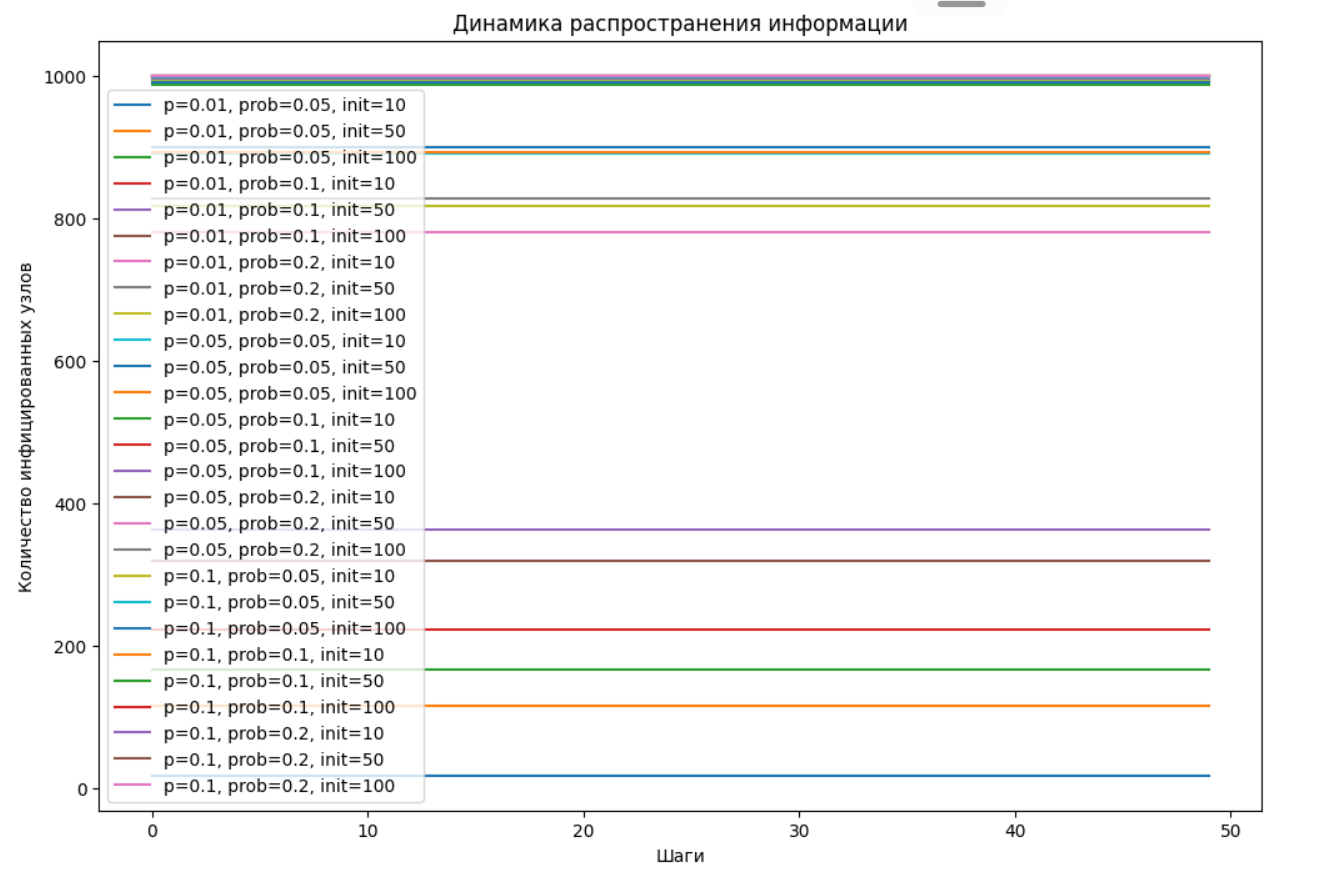 Динамика распространения информации
Количество инфицированных узлов
1000
800
600
400
200
0
p=0.01, prob=0.05, init=10
p=0.01, prob=0.05, init=50
p=0.01, prob=0.05, init=100
p=0.01, prob=0.1, init=10
p=0.01, prob=0.1, init=50
p=0.01, prob=0.1, init=100
p=0.01, prob=0.2, init=10
p=0.01, prob=0.2, init=50
p=0.01, prob=0.2, init=100
p=0.05, prob=0.05, init=10
p=0.05, prob=0.05, init=50
p=0.05, prob=0.05, init=100
p=0.05, prob=0.1, init=10
p=0.05, prob=0.1, init=50
p=0.05, prob=0.1, init=100
p=0.05, prob=0.2, init=10
p=0.05, prob=0.2, init=50
p=0.05, prob=0.2, init=100
p=0.1, prob=0.05, init=10
p=0.1, prob=0.05, init=50
p=0.1, prob=0.05, init=100
p=0.1, prob=0.1, init=10
p=0.1, prob=0.1, init=50
p=0.1, prob=0.1, init=100
p=0.1, prob=0.2, init=10
p=0.1, prob=0.2, init=50
p=0.1, prob=0.2, init=100
0 10 20 30 40 50
Шаги